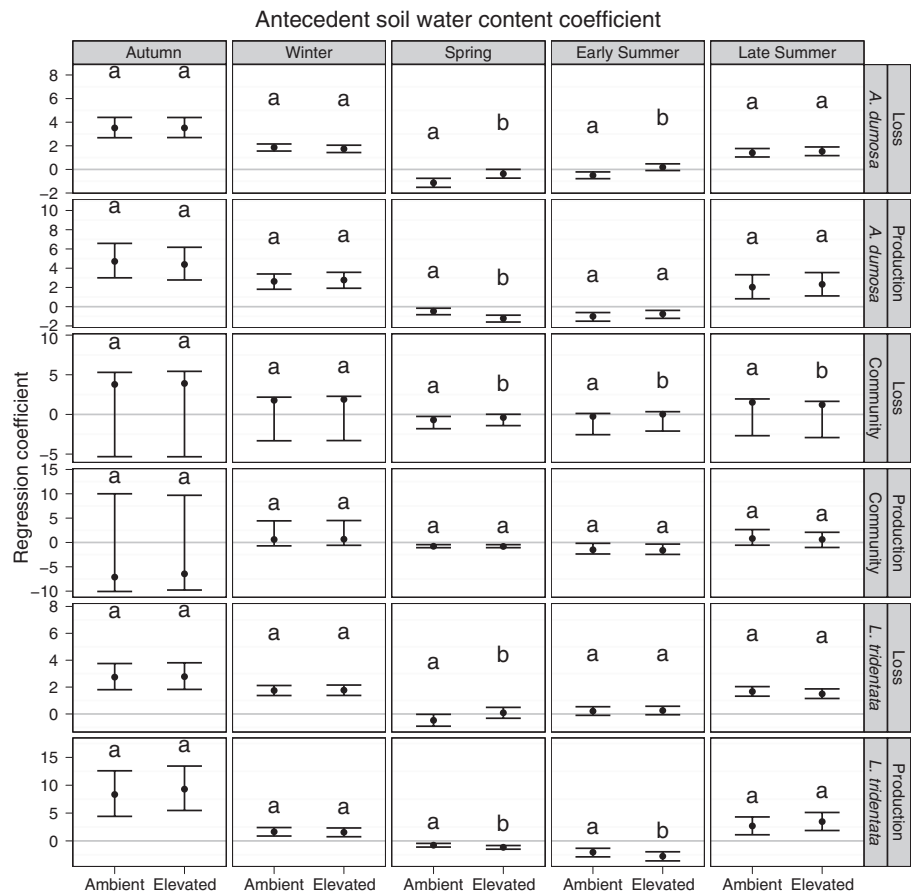 Antecedent soil water content coefficient
Autumn Winter Spring Early Summer Late Summer
Regression coefficient
8 a a a a a b a b a a
6
4
2
0
−2
A. dumosa Loss
10 a a a a a b a a a a
8
6
4
2
0
−2
A. dumosa Production
10 a a a a a b a b a b
5
0
−5
Community Loss
15 a a a a a a a a a a
10
5
0
−5
−10
Community Production
8 a a a a a b a a a a
6
4
2
0
L. tridentata Loss
15 a a a a a b a b a a
10
5
0
L. tridentata Production
Ambient Elevated Ambient Elevated Ambient Elevated Ambient Elevated Ambient Elevated